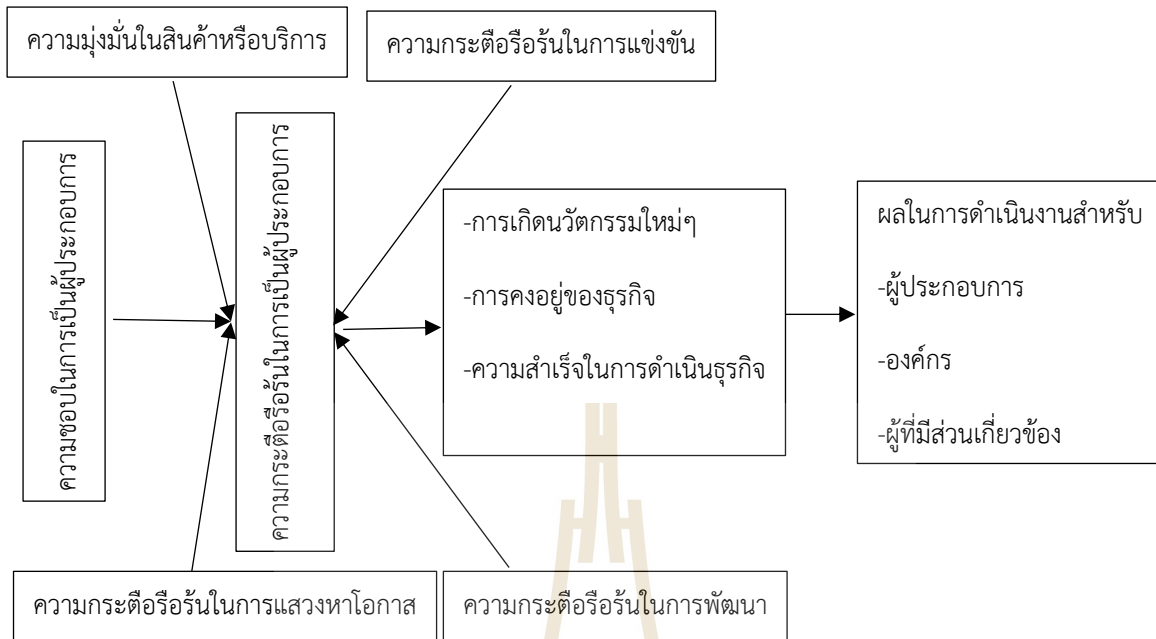 ความมุ่งมั่นในสินค้าหรือบริการ
ความกระตือรือร้นในการแข่งขัน
ความชอบในการเป็นผู้ประกอบการ
ความกระตือรือร้นในการเป็นผู้ประกอบการ
-การเกิดนวัตกรรมใหม่ๆ
-การคงอยู่ของธุรกิจ
-ความสำเร็จในการดำเนินธุรกิจ
ผลในการดำเนินงานสำหรับ
-ผู้ประกอบการ
-องค์กร
-ผู้ที่มีส่วนเกี่ยวข้อง
ความกระตือรือร้นในการแสวงหาโอกาส
ความกระตือรือร้นในการพัฒนา